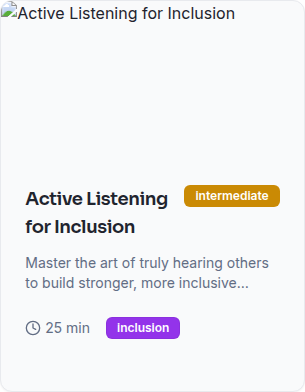 Active Listening for Inclusion
Active Listening
for Inclusion
Intermediate
Master the art of truly hearing others
to build stronger, more inclusive...
25 min
Inclusion